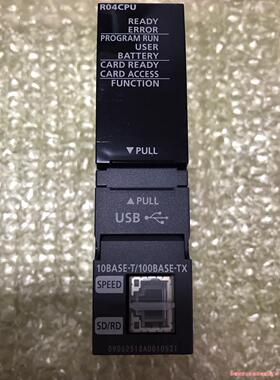 R04CPU
READY
ERROR
PROGRAM RUN
USER
BATTERY
CARD READY
CARD ACCESS
FUNCTION
▽PULL
△PULL
USB
10BASE-T/100BASE-TX
SPEED
SD/RD